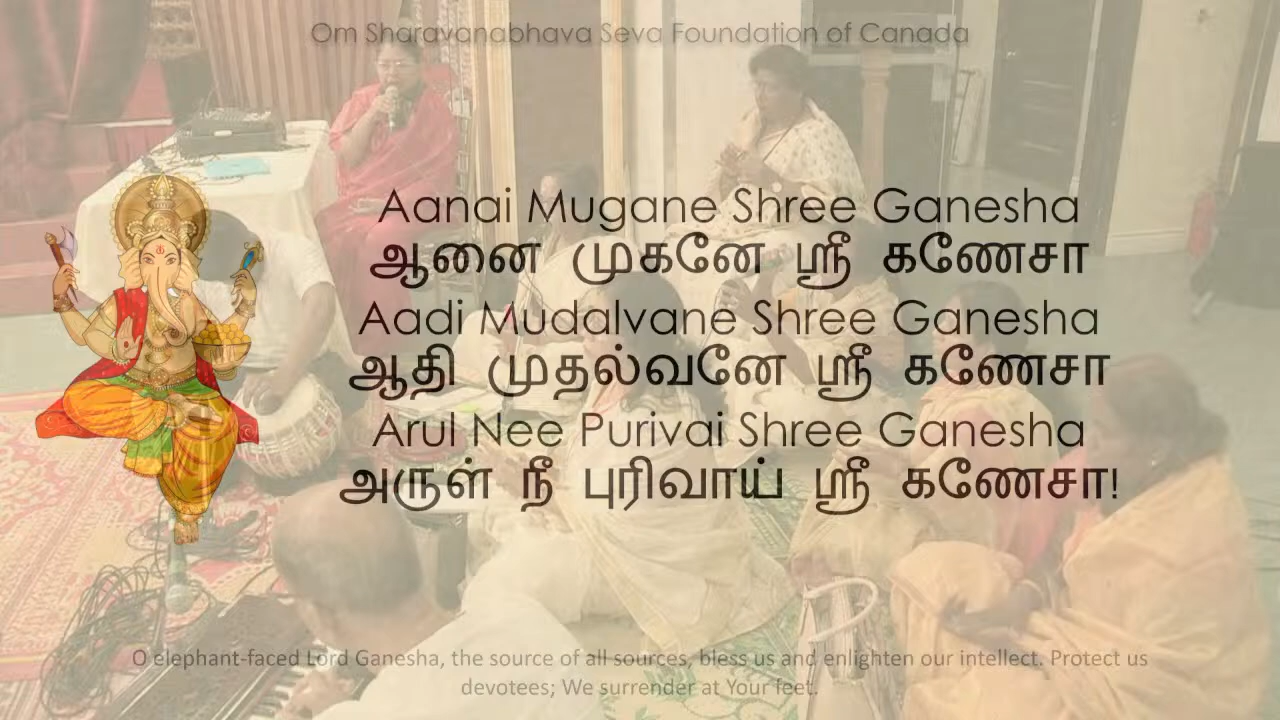 Om Sharavanabhava Seva Foundation of Canada
Aanai Mugane Shree Ganesha
ஆனை முகனே ஸ்ரீ கணேசா
Aadi Mudalvane Shree Ganesha
ஆதி முதல்வனே ஸ்ரீ கணேசா
Arul Nee Purivai Shree Ganesha
அருள் நீ புரிவாய் ஸ்ரீ கணேசா!
O elephant-faced Lord Ganesha, the source of all sources, bless us and enlighten our intellect. Protect us
devotees; We surrender at Your feet.